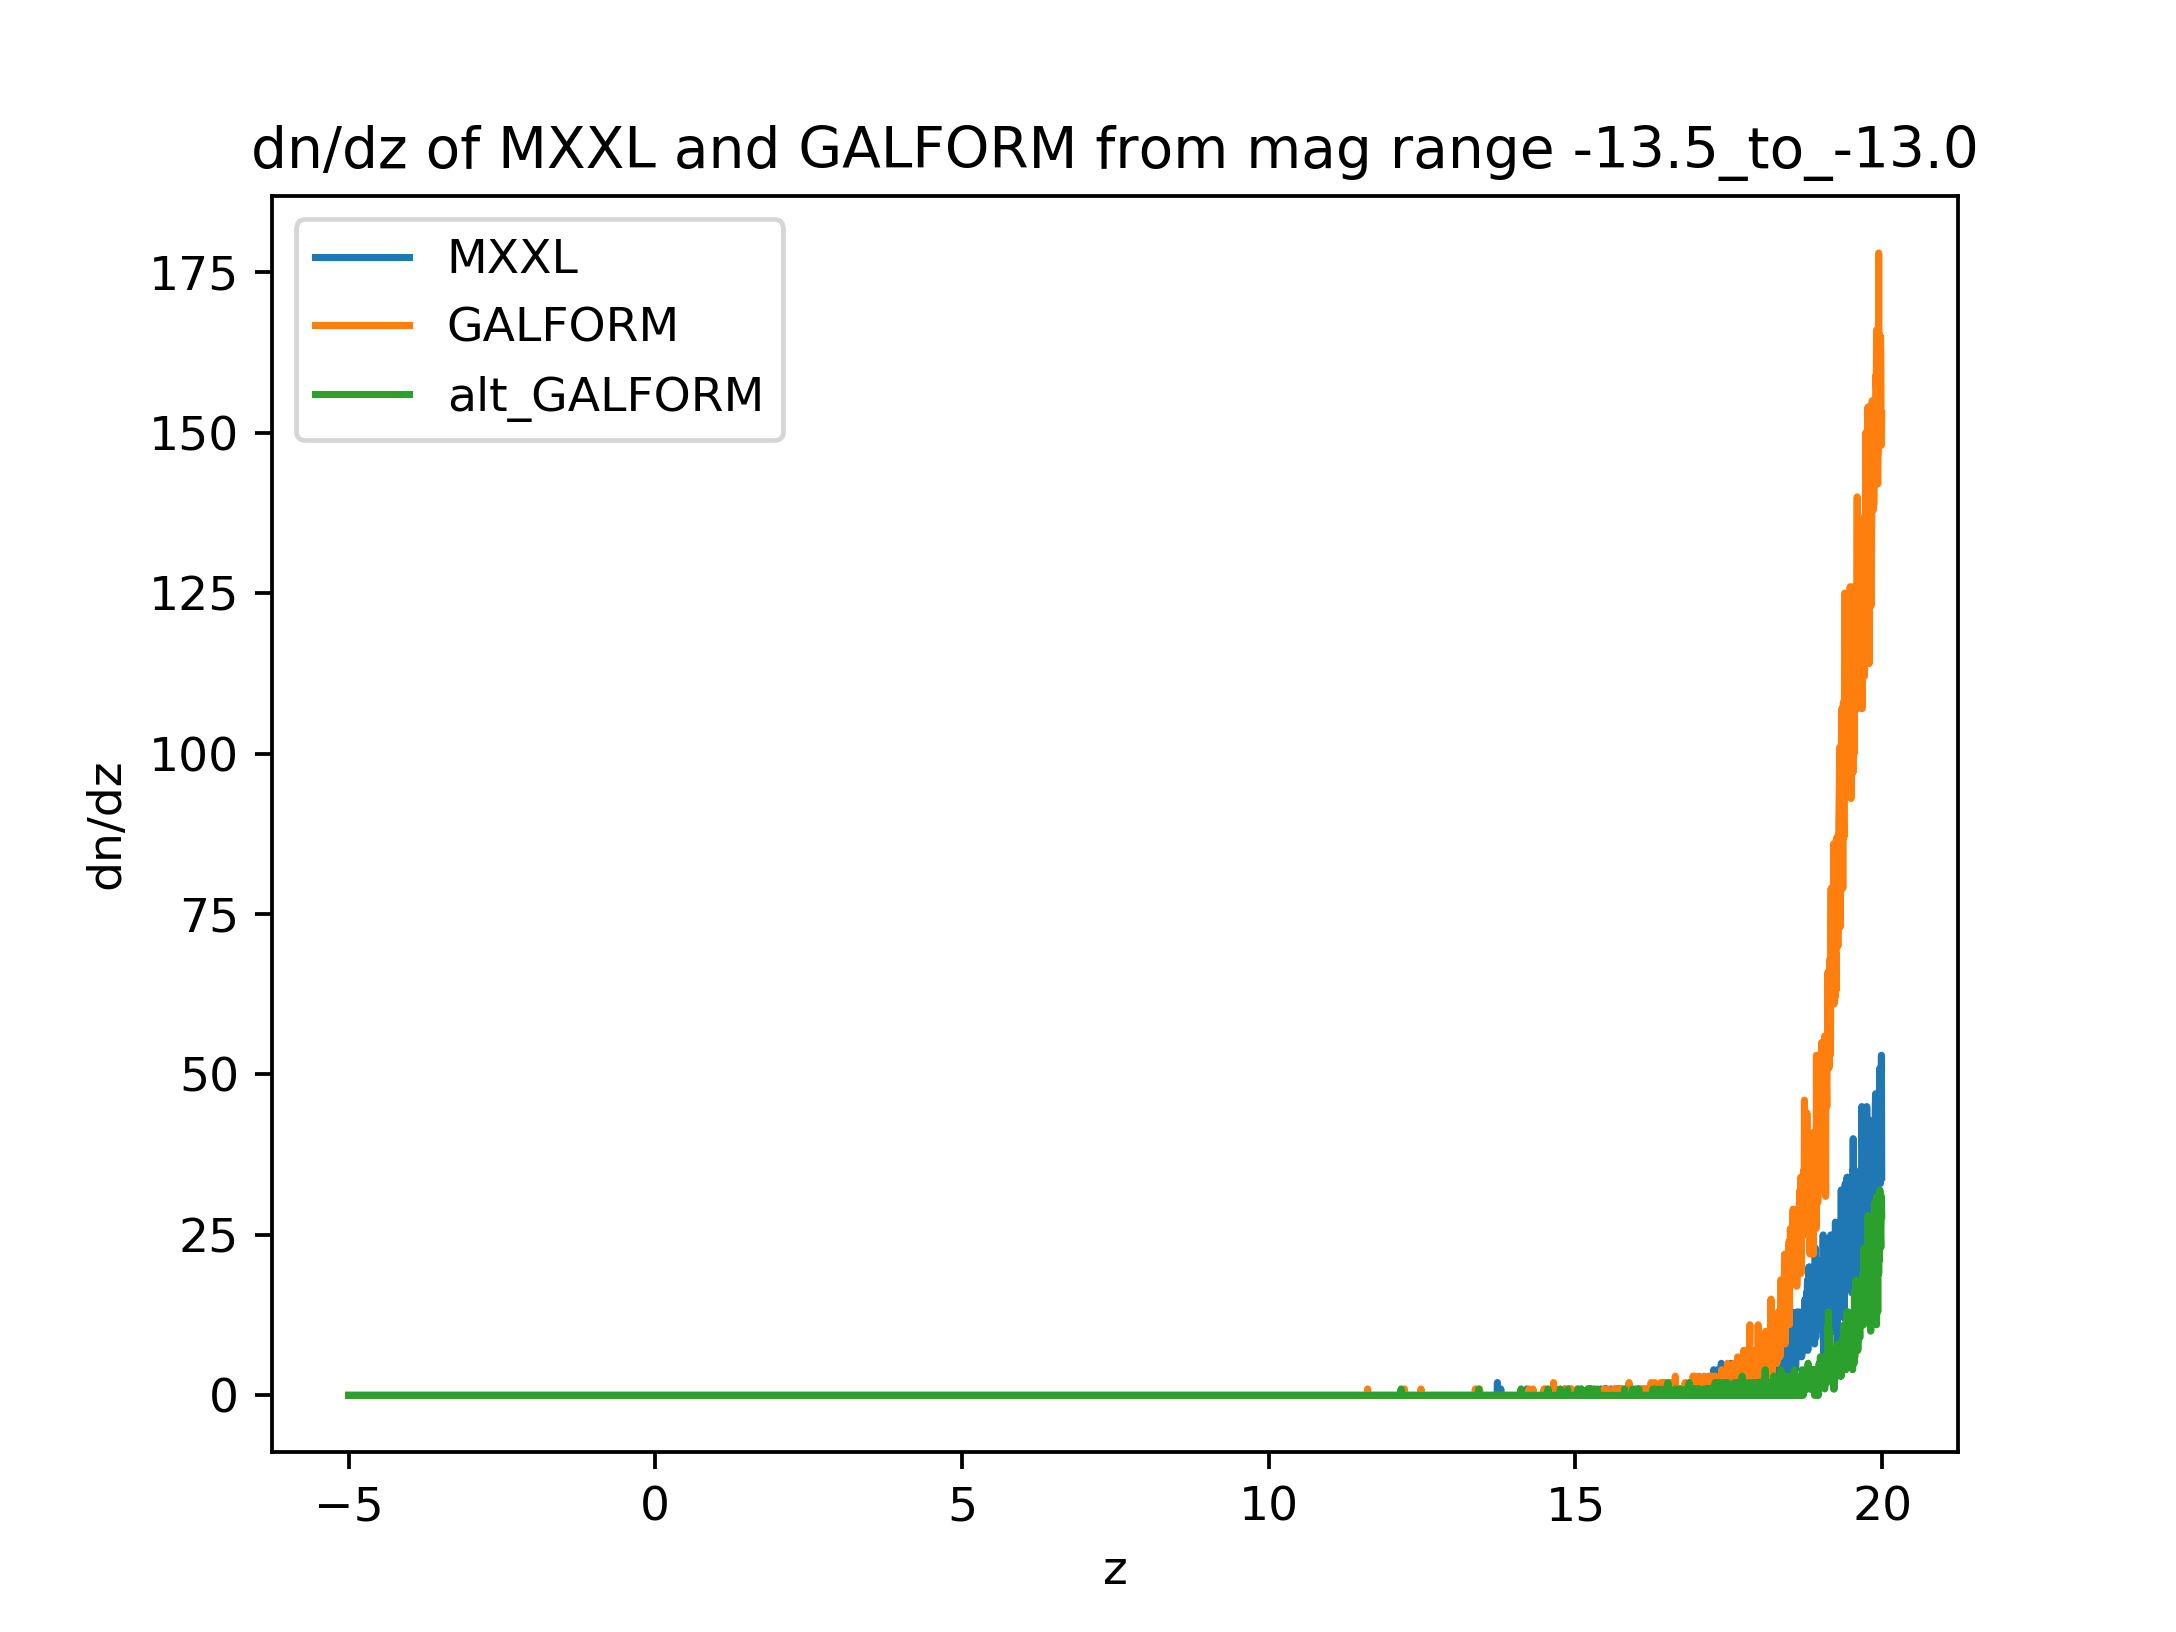 dn/dz of MXXL and GALFORM from mag range -13.5_to_-13.0
MXXL
GALFORM
alt_GALFORM
175
150
125
100
75
50
25
0
dn/dz
−5 0 5 10 15 20
z